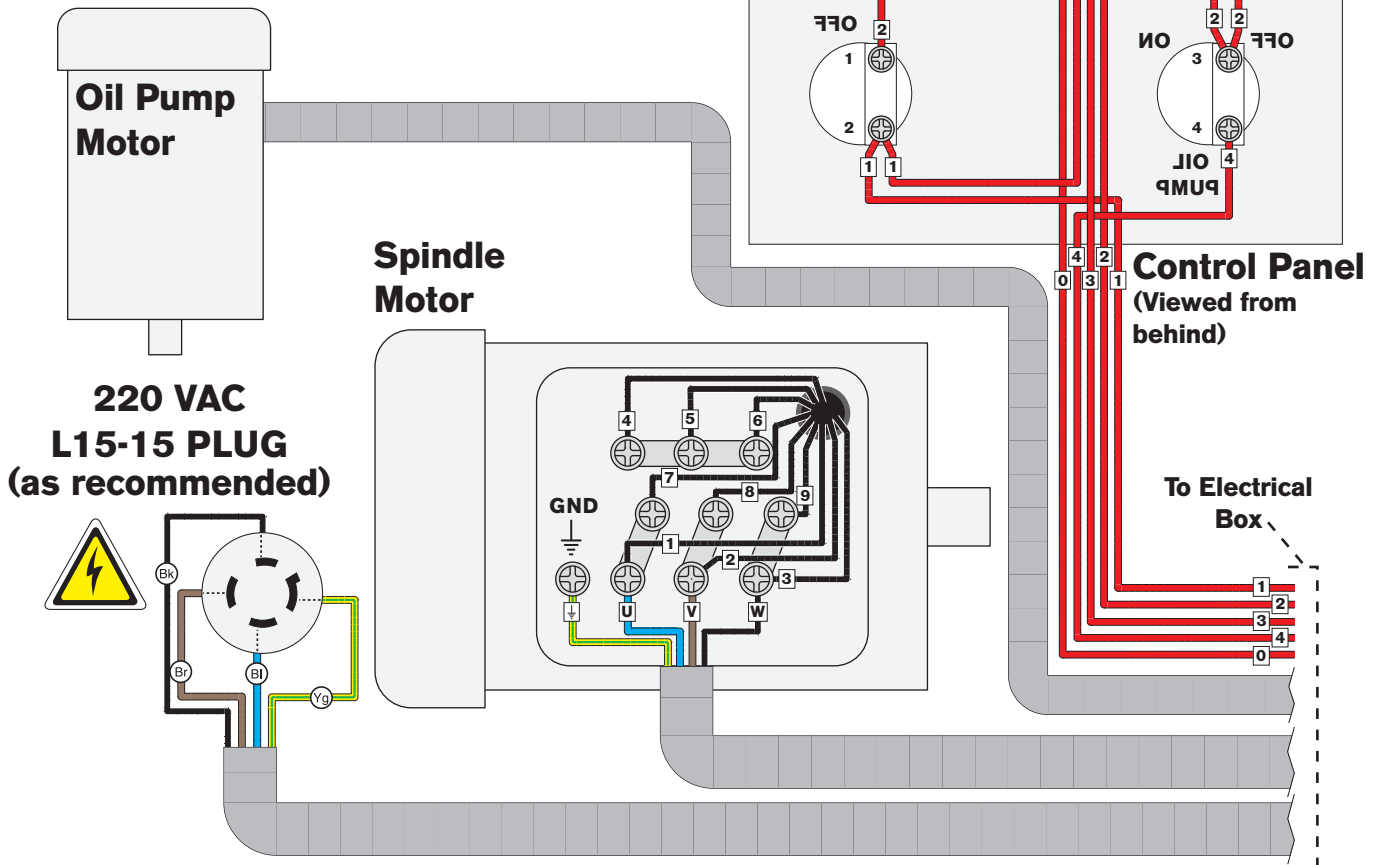 Oil Pump
Motor
OFF
2
1
2
1
1
2
2
ON
OFF
3
4
OIL
PUMP
4
Spindle
Motor
0
4
3
2
1
Control Panel
(Viewed from
behind)
220 VAC
L15-15 PLUG
(as recommended)
Bk
Br
Bl
Yg
4
5
6
7
8
9
GND
1
2
3
U
V
W
To Electrical
Box
1
2
3
4
0